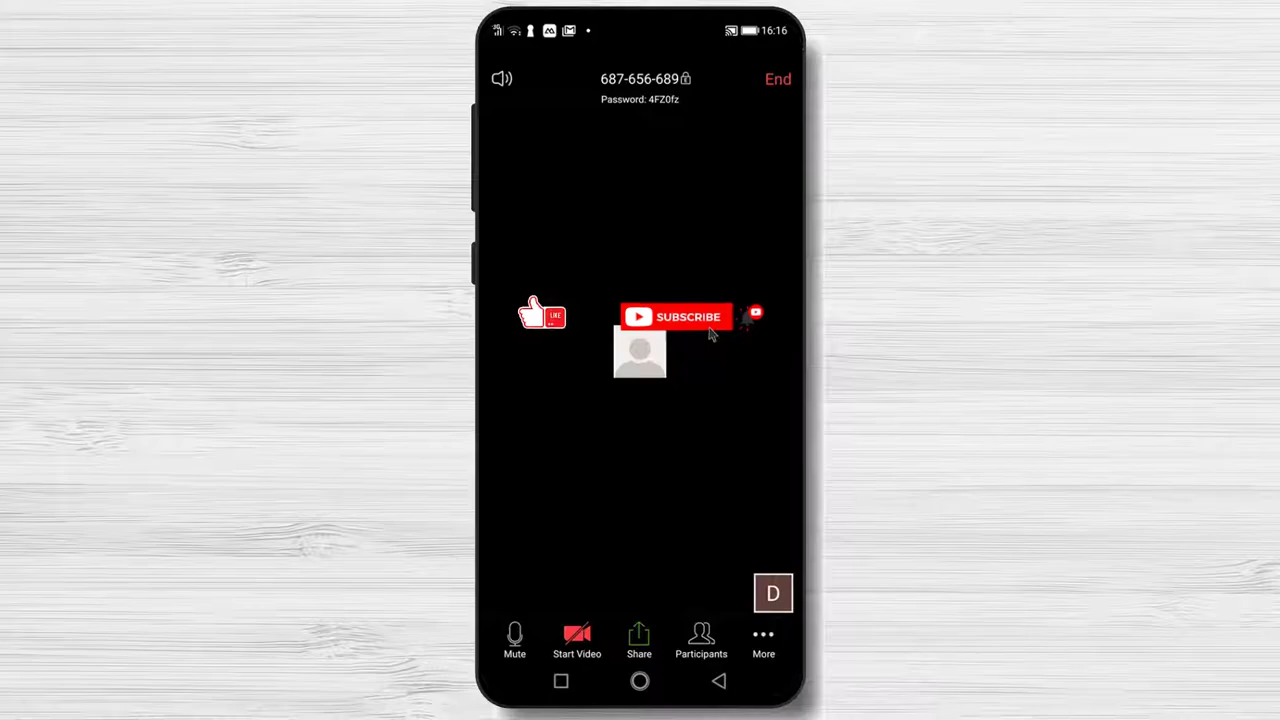 16:16
687-656-689
End
Password: 4FZ0fz
LIKE
SUBSCRIBE
D
Mute
Start Video
Share
Participants
More